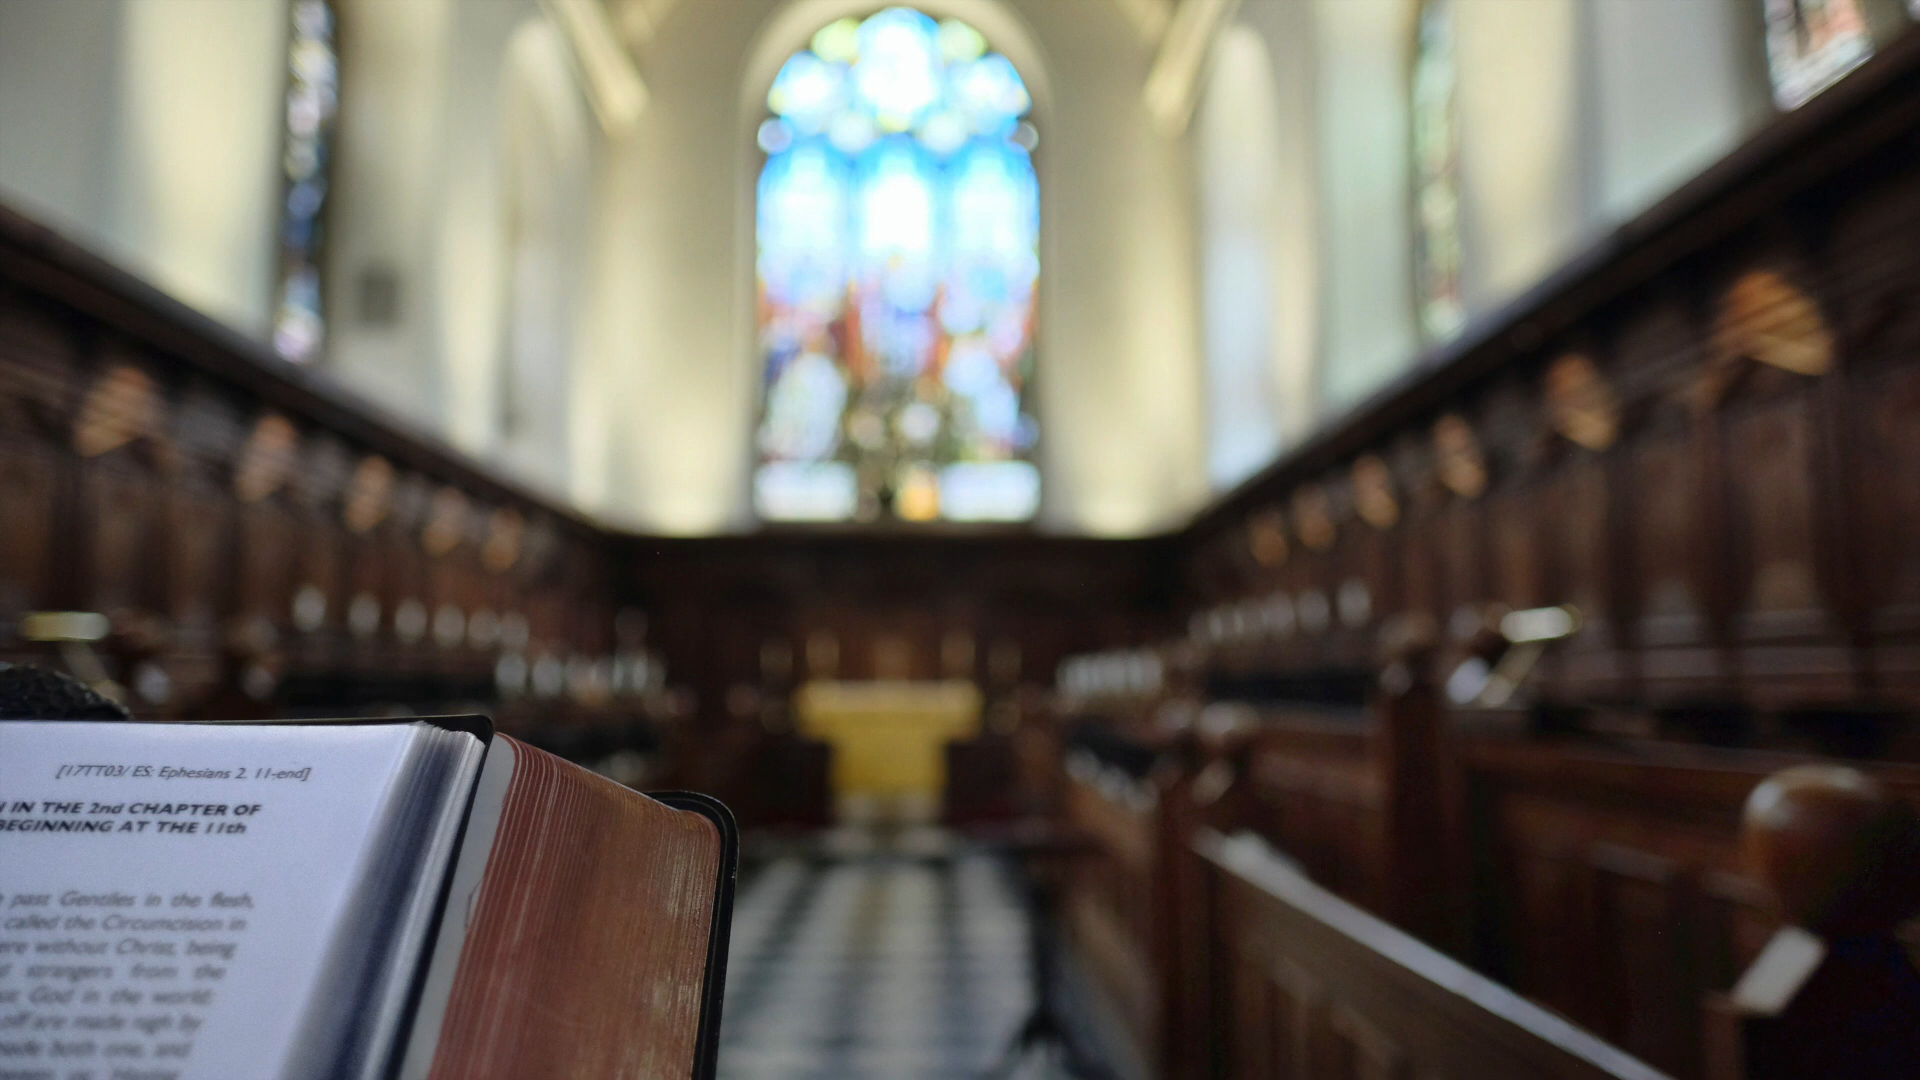 [17TT03/ ES: Ephesians 2. 11-end]
IN THE 2nd CHAPTER OF
BEGINNING AT THE 11th
past Gentiles in the flesh,
called the Circumcision in
ere without Christ, being
strangers from the
God in the world:
off are made nigh by
made both one, and